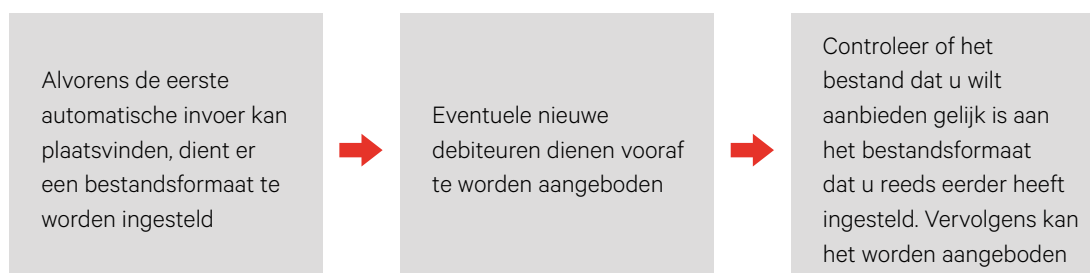 Alvorens de eerste
automatische invoer kan
plaatsvinden, dient er
een bestandsformaat te
worden ingesteld
Eventuele nieuwe
debiteuren dienen vooraf
te worden aangeboden
Controleer of het
bestand dat u wilt
aanbieden gelijk is aan
het bestandsformaat
dat u reeds eerder heeft
ingesteld. Vervolgens kan
het worden aangeboden